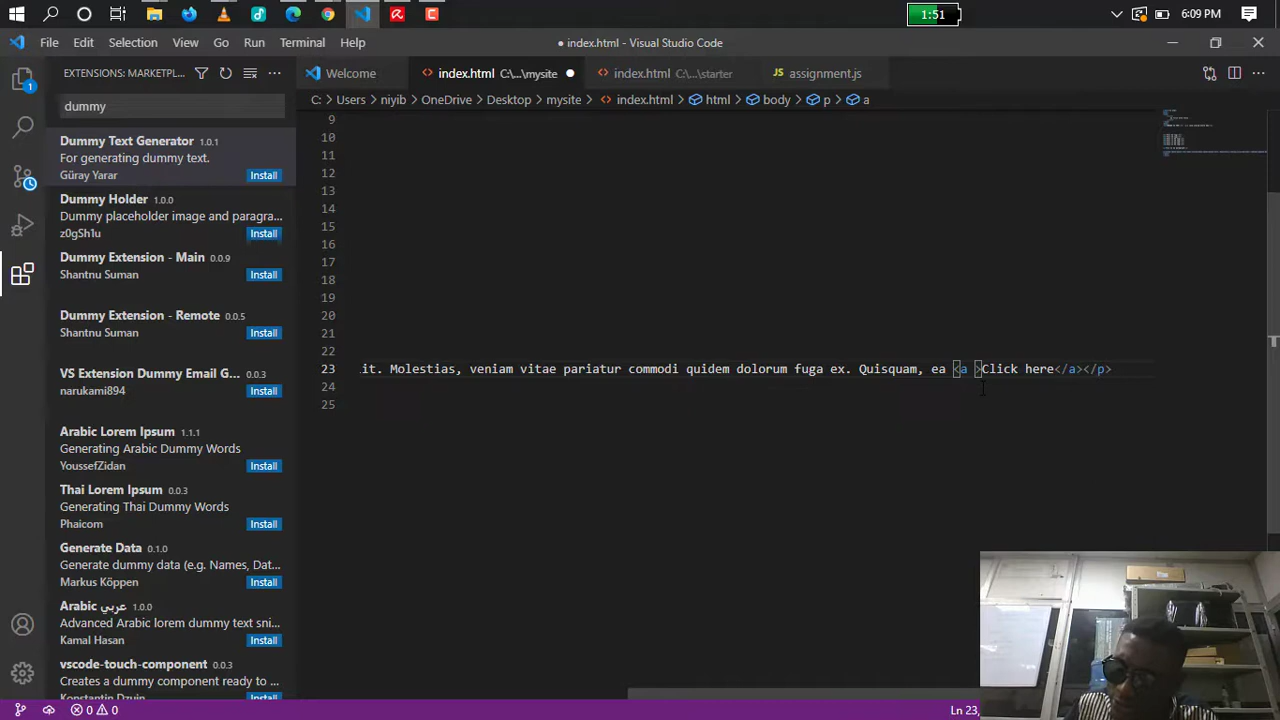 1:51
6:09 PM
File Edit Selection View Go Run Terminal Help
● index.html - Visual Studio Code
EXTENSIONS: MARKETPL...
Welcome
index.html C:\...\mysite ●
index.html C:\...\starter
JS assignment.js
dummy
C: > Users > niyib > OneDrive > Desktop > mysite > index.html > html > body > p > a
Dummy Text Generator 1.0.1
For generating dummy text.
Güray Yarar Install
Dummy Holder 1.0.0
Dummy placeholder image and paragra...
z0gSh1u Install
Dummy Extension - Main 0.0.9
Shantnu Suman Install
Dummy Extension - Remote 0.0.5
Shantnu Suman Install
VS Extension Dummy Email G... 0.0.3
narukami894 Install
Arabic Lorem Ipsum 1.1.1
Generating Arabic Dummy Words
YoussefZidan Install
Thai Lorem Ipsum 0.0.3
Generating Thai Dummy Words
Phaicom Install
Generate Data 0.1.0
Generate dummy data (e.g. Names, Dat...
Markus Köppen Install
Arabic عربي 1.0.0
Advanced Arabic lorem dummy text sni...
Kamal Hasan Install
vscode-touch-component 0.0.3
Creates a dummy component ready to ...
Konstantin Dzuin Install
9
10
11
12
13
14
15
16
17
18
19
20
21
22
23 it. Molestias, veniam vitae pariatur commodi quidem dolorum fuga ex. Quisquam, ea <a >Click here</a></p>
24
25
0 0
Ln 23,